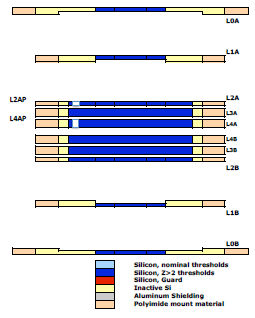 L0A
L1A
L2AP
L2A
L3A
L4AP
L4A
L4B
L3B
L2B
L1B
L0B
Silicon, nominal thresholds
Silicon, Z>2 thresholds
Silicon, Guard
Inactive Si
Aluminum Shielding
Polyimide mount material